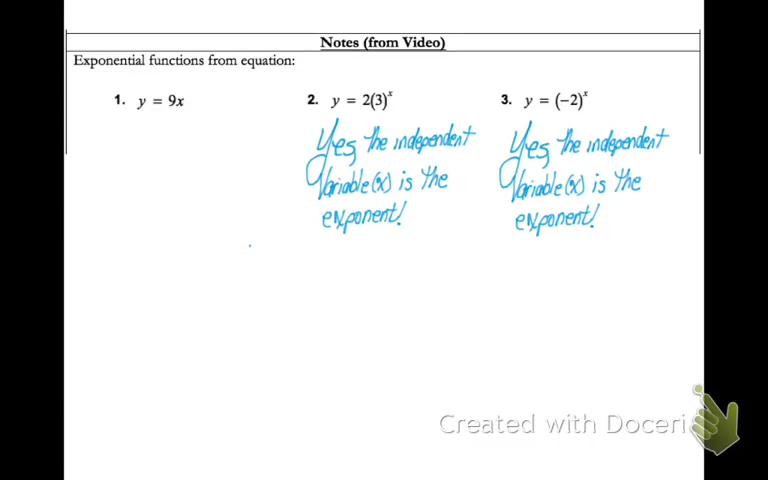 Notes (from Video)
Exponential functions from equation:
1. y = 9x
2. y = 2(3)^x
3. y = (−2)^x
Yes, the independent
Variable(x) is the
exponent!
Yes, the independent
Variable(x) is the
exponent!
Created with Doceri